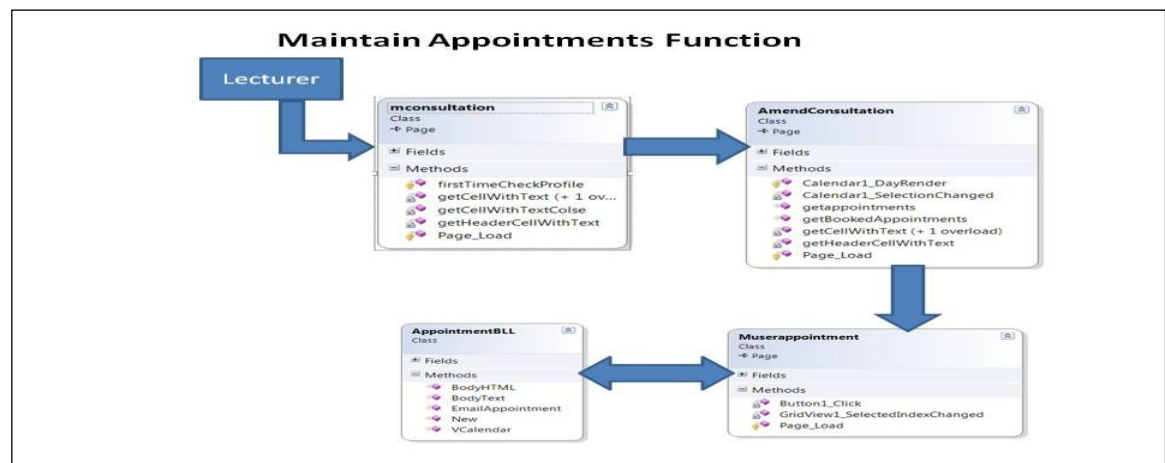 Maintain Appointments Function
Lecturer
mconsultation
Class
Page
Fields
Methods
firstTimeCheckProfile
getCellWithText (+ 1 ov...
getCellWithTextColse
getHeaderCellWithText
Page_Load
AmendConsultation
Class
Page
Fields
Methods
Calendar1_DayRender
Calendar1_SelectionChanged
getappointments
getBookedAppointments
getCellWithText (+ 1 overload)
getHeaderCellWithText
Page_Load
AppointmentBLL
Class
Fields
Methods
BodyHTML
BodyText
EmailAppointment
New
VCalendar
Muserappointment
Class
Page
Fields
Methods
Button1_Click
GridView1_SelectedIndexChanged
Page_Load